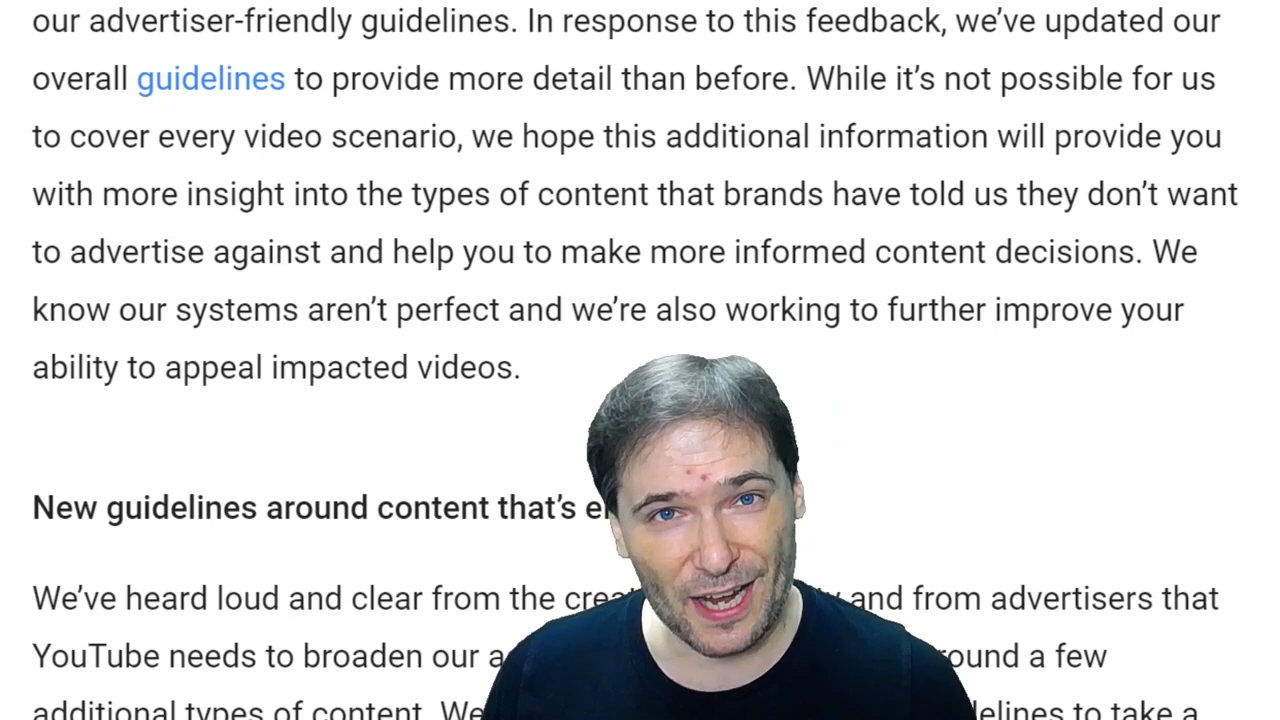 our advertiser-friendly guidelines. In response to this feedback, we’ve updated our
overall guidelines to provide more detail than before. While it’s not possible for us
to cover every video scenario, we hope this additional information will provide you
with more insight into the types of content that brands have told us they don’t want
to advertise against and help you to make more informed content decisions. We
know our systems aren’t perfect and we’re also working to further improve your
ability to appeal impacted videos.
New guidelines around content that’s
We’ve heard loud and clear from the and from advertisers that
YouTube needs to broaden our a few
additional types of content. We to take a